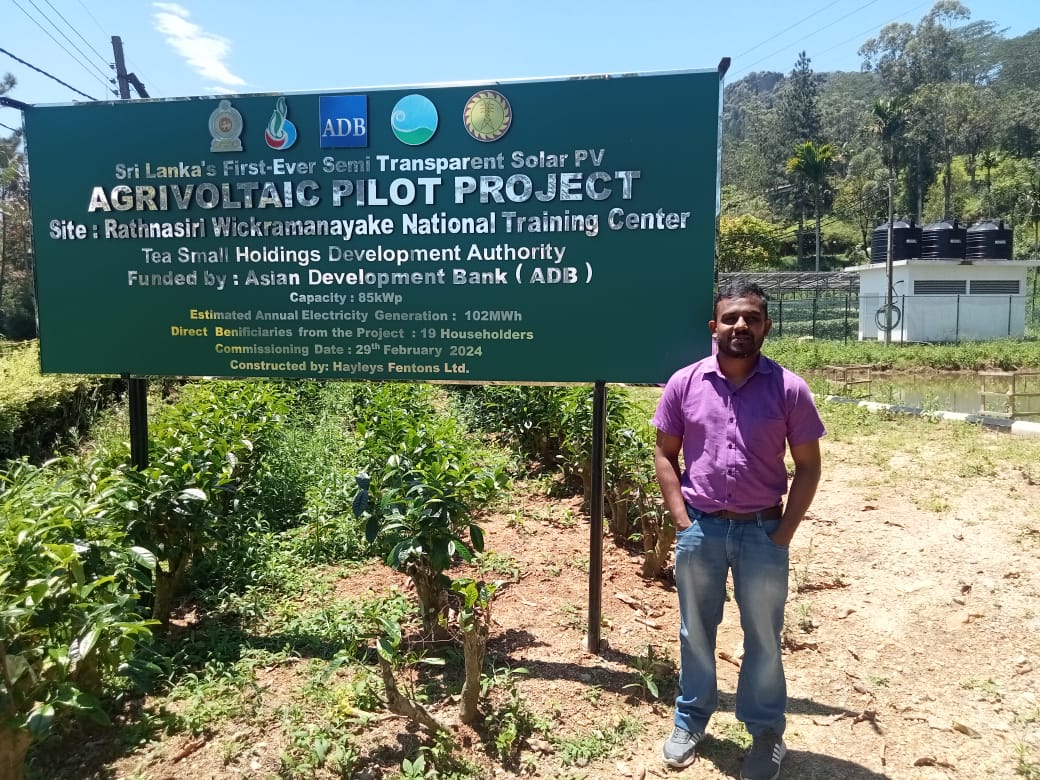 ADB
Sri Lanka's First-Ever Semi Transparent Solar PV
AGRIVOLTAIC PILOT PROJECT
Site : Rathnasiri Wickramanayake National Training Center
Tea Small Holdings Development Authority
Funded by : Asian Development Bank ( ADB )
Capacity : 85kWp
Estimated Annual Electricity Generation : 102MWh
Direct Benificiaries from the Project : 19 Householders
Commissioning Date : 29th February 2024
Constructed by: Hayleys Fentons Ltd.